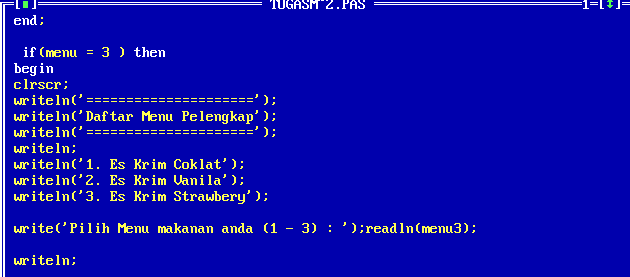 [■] TUGASM~2.PAS 1=[↕]
end;
if(menu = 3 ) then
begin
clrscr;
writeln('=====================');
writeln('Daftar Menu Pelengkap');
writeln('=====================');
writeln;
writeln('1. Es Krim Coklat');
writeln('2. Es Krim Vanila');
writeln('3. Es Krim Strawbery');
write('Pilih Menu makanan anda (1 - 3) : ');readln(menu3);
writeln;